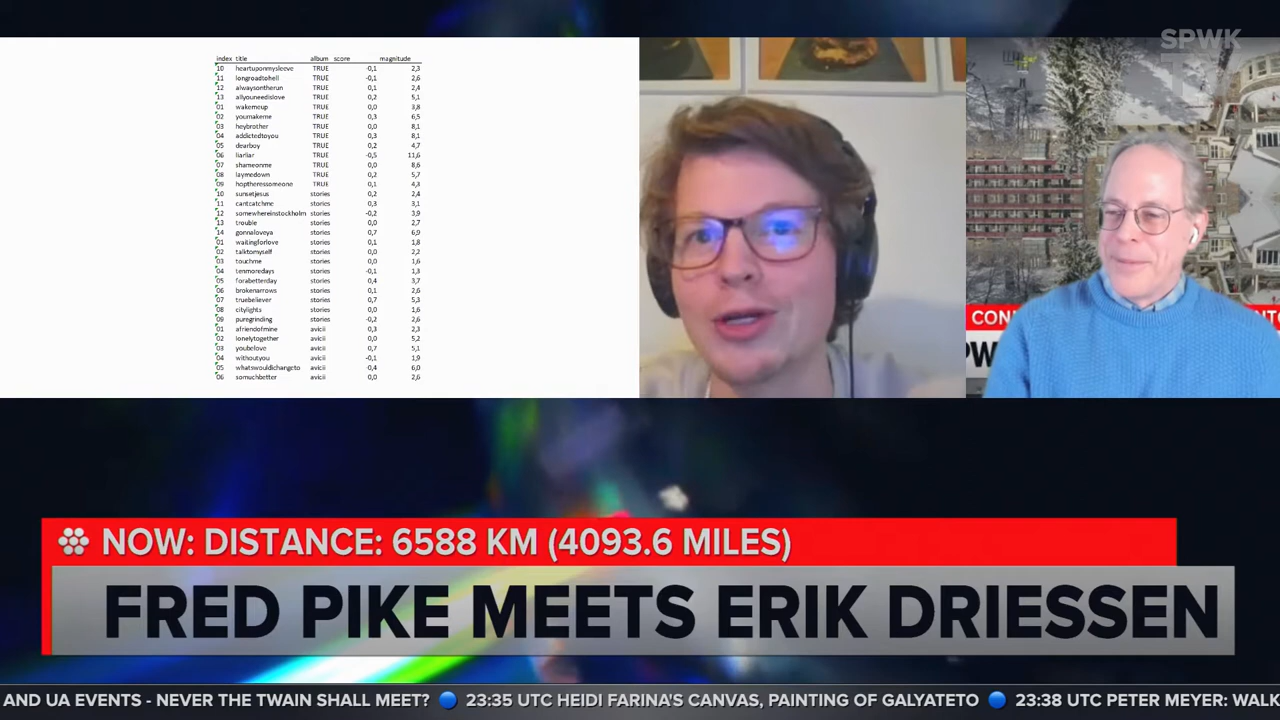 SPWK
index title album score magnitude
10 heartuponmysleeve TRUE -0,1 2,3
11 longroadtohell TRUE -0,1 2,6
12 alwaysontherun TRUE 0,1 2,4
13 allyouneedislove TRUE 0,2 5,1
01 wakemeup TRUE 0,0 3,8
02 youmakeme TRUE 0,3 6,5
03 heybrother TRUE 0,0 8,1
04 addictedtoyou TRUE 0,3 8,1
05 dearboy TRUE 0,2 4,7
06 liarliar TRUE -0,5 11,6
07 shameonme TRUE 0,0 8,6
08 laymedown TRUE 0,2 5,7
09 hoptheressomeone TRUE 0,1 4,3
10 sunsetjesus stories 0,2 2,4
11 cantcatchme stories 0,3 3,1
12 somewhereinstockholm stories -0,2 3,9
13 trouble stories 0,0 2,7
14 gonnaloveya stories 0,7 6,9
01 waitingforlove stories 0,1 1,8
02 talktomyself stories 0,0 2,2
03 touchme stories 0,0 1,6
04 tenmoredays stories -0,1 1,3
05 forabetterday stories 0,4 3,7
06 brokenarrows stories 0,1 2,6
07 truebeliever stories 0,7 5,3
08 citylights stories 0,0 1,6
09 puregrinding stories -0,2 2,6
01 afriendofmine avicii 0,3 2,3
02 lonelytogether avicii 0,0 5,2
03 youbelove avicii 0,7 5,1
04 withoutyou avicii -0,1 1,9
05 whatswouldichangeto avicii -0,4 6,0
06 somuchbetter avicii 0,0 2,6
NOW: DISTANCE: 6588 KM (4093.6 MILES)
FRED PIKE MEETS ERIK DRIESSEN
AND UA EVENTS - NEVER THE TWAIN SHALL MEET? 23:35 UTC HEIDI FARINA'S CANVAS, PAINTING OF GALYATETO 23:38 UTC PETER MEYER: WALK